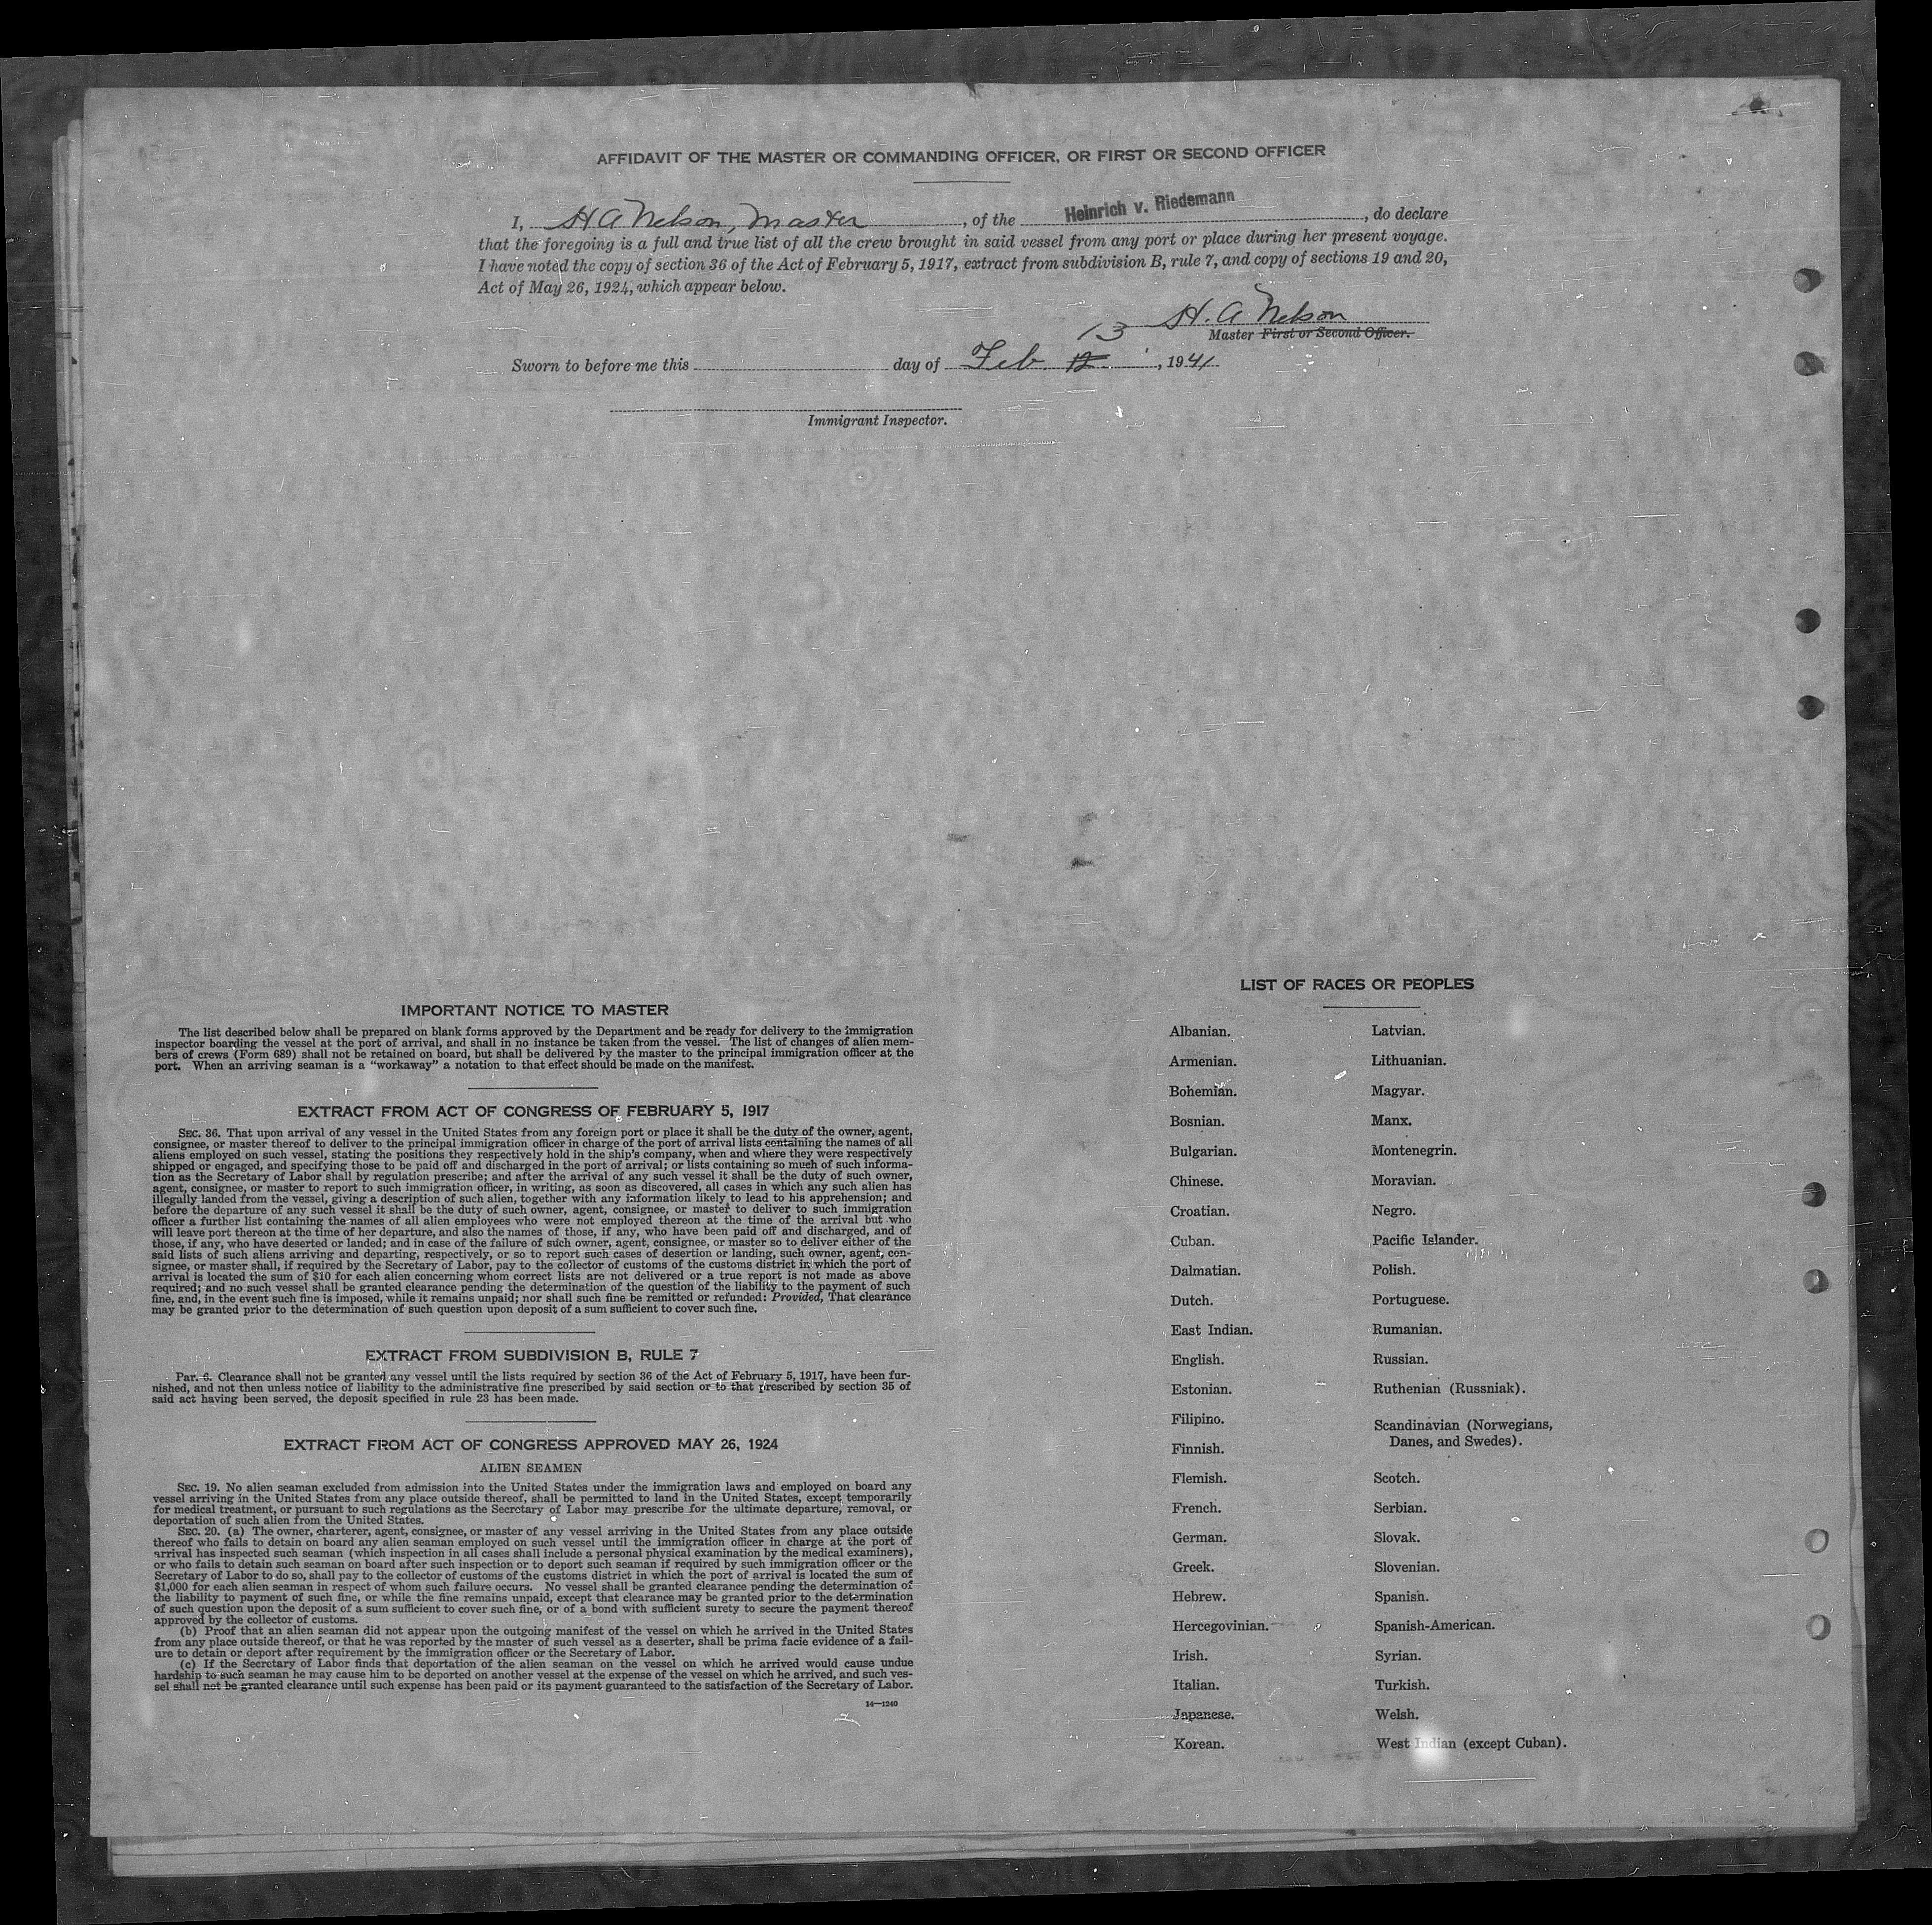 AFFIDAVIT OF THE MASTER OR COMMANDING OFFICER, OR FIRST OR SECOND OFFICER
I, H A Nelson, Master, of the Heinrich v. Riedemann, do declare
that the foregoing is a full and true list of all the crew brought in said vessel from any port or place during her present voyage.
I have noted the copy of section 36 of the Act of February 5, 1917, extract from subdivision B, rule 7, and copy of sections 19 and 20,
Act of May 26, 1924, which appear below.
H. A. Nelson
Master First or Second Officer.
13
Sworn to before me this day of Feb. 12, 1941
Immigrant Inspector.
IMPORTANT NOTICE TO MASTER
The list described below shall be prepared on blank forms approved by the Department and be ready for delivery to the immigration
inspector boarding the vessel at the port of arrival, and shall in no instance be taken from the vessel. The list of changes of alien mem-
bers of crews (Form 689) shall not be retained on board, but shall be delivered by the master to the principal immigration officer at the
port. When an arriving seaman is a "workaway" a notation to that effect should be made on the manifest.
EXTRACT FROM ACT OF CONGRESS OF FEBRUARY 5, 1917
SEC. 36. That upon arrival of any vessel in the United States from any foreign port or place it shall be the duty of the owner, agent,
consignee, or master thereof to deliver to the principal immigration officer in charge of the port of arrival lists containing the names of all
aliens employed on such vessel, stating the positions they respectively hold in the ship's company, when and where they were respectively
shipped or engaged, and specifying those to be paid off and discharged in the port of arrival; or lists containing so much of such informa-
tion as the Secretary of Labor shall by regulation prescribe; and after the arrival of any such vessel it shall be the duty of such owner,
agent, consignee, or master to report to such immigration officer, in writing, as soon as discovered, all cases in which any such alien has
illegally landed from the vessel, giving a description of such alien, together with any information likely to lead to his apprehension; and
before the departure of any such vessel it shall be the duty of such owner, agent, consignee, or master to deliver to such immigration
officer a further list containing the names of all alien employees who were not employed thereon at the time of the arrival but who
will leave port thereon at the time of her departure, and also the names of those, if any, who have been paid off and discharged, and of
those, if any, who have deserted or landed; and in case of the failure of such owner, agent, consignee, or master so to deliver either of the
said lists of such aliens arriving and departing, respectively, or so to report such cases of desertion or landing, such owner, agent, con-
signee, or master shall, if required by the Secretary of Labor, pay to the collector of customs of the customs district in which the port of
arrival is located the sum of $10 for each alien concerning whom correct lists are not delivered or a true report is not made as above
required; and no such vessel shall be granted clearance pending the determination of the question of the liability to the payment of such
fine, and, in the event such fine is imposed, while it remains unpaid; nor shall such fine be remitted or refunded: Provided, That clearance
may be granted prior to the determination of such question upon deposit of a sum sufficient to cover such fine.
EXTRACT FROM SUBDIVISION B, RULE 7
Par. 6. Clearance shall not be granted any vessel until the lists required by section 36 of the Act of February 5, 1917, have been fur-
nished, and not then unless notice of liability to the administrative fine prescribed by said section or to that prescribed by section 35 of
said act having been served, the deposit specified in rule 23 has been made.
EXTRACT FROM ACT OF CONGRESS APPROVED MAY 26, 1924
ALIEN SEAMEN
SEC. 19. No alien seaman excluded from admission into the United States under the immigration laws and employed on board any
vessel arriving in the United States from any place outside thereof, shall be permitted to land in the United States, except temporarily
for medical treatment, or pursuant to such regulations as the Secretary of Labor may prescribe for the ultimate departure, removal, or
deportation of such alien from the United States.
SEC. 20. (a) The owner, charterer, agent, consignee, or master of any vessel arriving in the United States from any place outside
thereof who fails to detain on board any alien seaman employed on such vessel until the immigration officer in charge at the port of
arrival has inspected such seaman (which inspection in all cases shall include a personal physical examination by the medical examiners),
or who fails to detain such seaman on board after such inspection or to deport such seaman if required by such immigration officer or the
Secretary of Labor to do so, shall pay to the collector of customs of the customs district in which the port of arrival is located the sum of
$1,000 for each alien seaman in respect of whom such failure occurs. No vessel shall be granted clearance pending the determination of
the liability to payment of such fine, or while the fine remains unpaid, except that clearance may be granted prior to the determination
of such question upon the deposit of a sum sufficient to cover such fine, or of a bond with sufficient surety to secure the payment thereof
approved by the collector of customs.
(b) Proof that an alien seaman did not appear upon the outgoing manifest of the vessel on which he arrived in the United States
from any place outside thereof, or that he was reported by the master of such vessel as a deserter, shall be prima facie evidence of a fail-
ure to detain or deport after requirement by the immigration officer or the Secretary of Labor.
(c) If the Secretary of Labor finds that deportation of the alien seaman on the vessel on which he arrived would cause undue
hardship to such seaman he may cause him to be deported on another vessel at the expense of the vessel on which he arrived, and such ves-
sel shall not be granted clearance until such expense has been paid or its payment guaranteed to the satisfaction of the Secretary of Labor.
14—1240
LIST OF RACES OR PEOPLES
Albanian.
Armenian.
Bohemian.
Bosnian.
Bulgarian.
Chinese.
Croatian.
Cuban.
Dalmatian.
Dutch.
East Indian.
English.
Estonian.
Filipino.
Finnish.
Flemish.
French.
German.
Greek.
Hebrew.
Hercegovinian.
Irish.
Italian.
Japanese.
Korean.
Latvian.
Lithuanian.
Magyar.
Manx.
Montenegrin.
Moravian.
Negro.
Pacific Islander.
Polish.
Portuguese.
Rumanian.
Russian.
Ruthenian (Russniak).
Scandinavian (Norwegians,
Danes, and Swedes).
Scotch.
Serbian.
Slovak.
Slovenian.
Spanish.
Spanish-American.
Syrian.
Turkish.
Welsh.
West Indian (except Cuban).